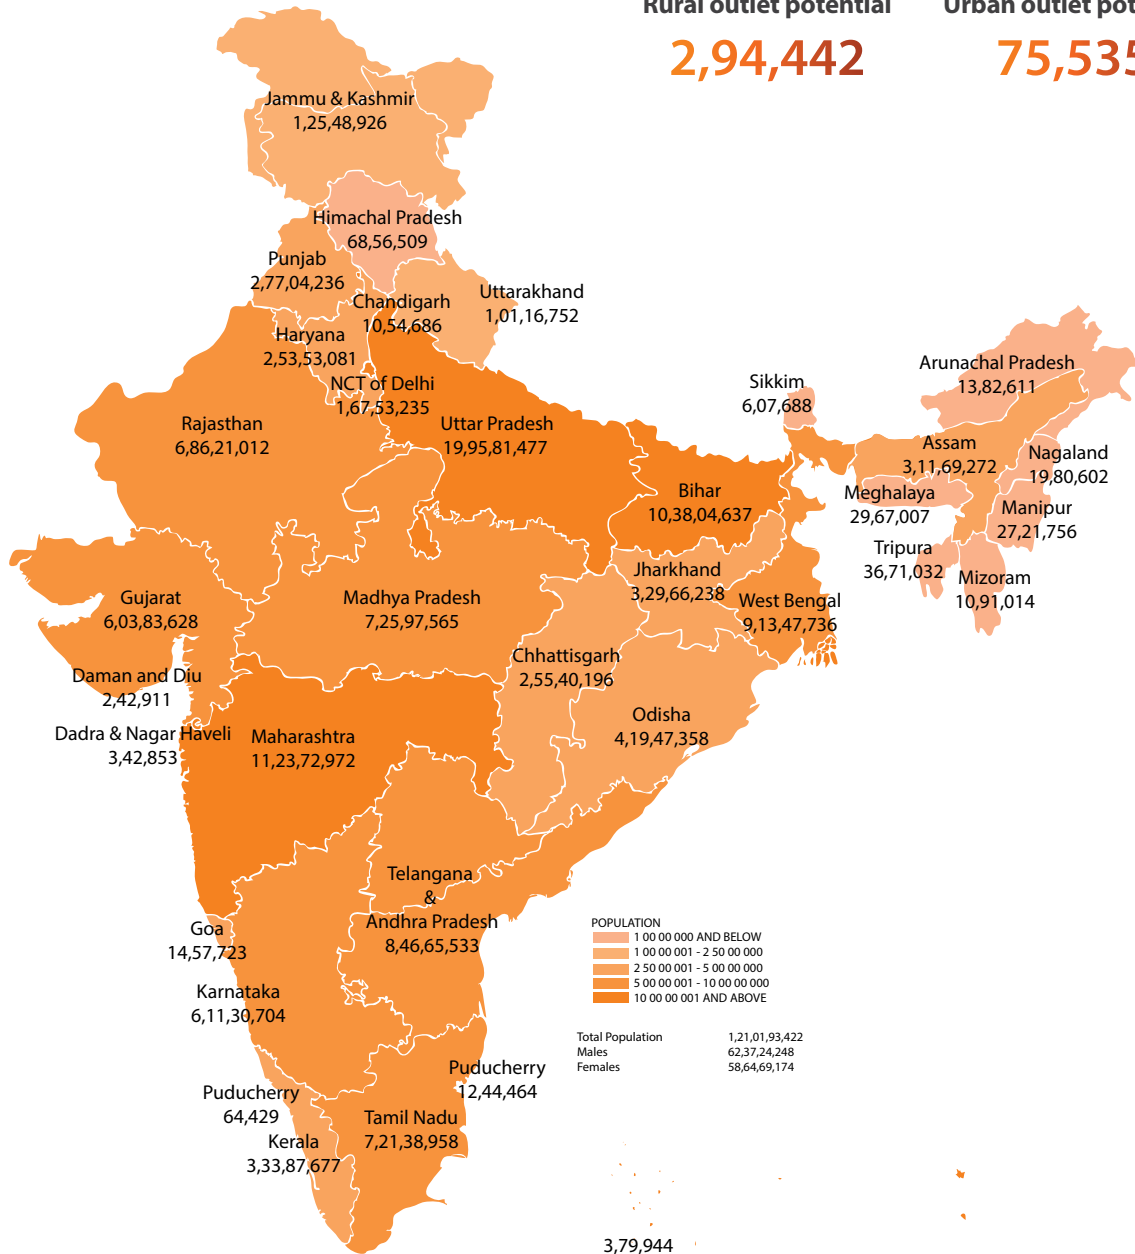 Rural outlet potential
2,94,442
Urban outlet
75,535
Jammu & Kashmir
1,25,48,926
Himachal Pradesh
68,56,509
Punjab
2,77,04,236
Chandigarh
10,54,686
Uttarakhand
1,01,16,752
Haryana
2,53,53,081
NCT of Delhi
1,67,53,235
Rajasthan
6,86,21,012
Uttar Pradesh
19,95,81,477
Sikkim
6,07,688
Arunachal Pradesh
13,82,611
Assam
3,11,69,272
Nagaland
19,80,602
Meghalaya
29,67,007
Manipur
27,21,756
Tripura
36,71,032
Mizoram
10,91,014
Bihar
10,38,04,637
Jharkhand
3,29,66,238
West Bengal
9,13,47,736
Gujarat
6,03,83,628
Madhya Pradesh
7,25,97,565
Chhattisgarh
2,55,40,196
Daman and Diu
2,42,911
Dadra & Nagar Haveli
3,42,853
Maharashtra
11,23,72,972
Odisha
4,19,47,358
Telangana
&
Andhra Pradesh
8,46,65,533
Goa
14,57,723
Karnataka
6,11,30,704
Puducherry
12,44,464
Puducherry
64,429
Tamil Nadu
7,21,38,958
Kerala
3,33,87,677
POPULATION
1 00 00 000 AND BELOW
1 00 00 001 - 2 50 00 000
2 50 00 001 - 5 00 00 000
5 00 00 001 - 10 00 00 000
10 00 00 001 AND ABOVE
Total Population 1,21,01,93,422
Males 62,37,24,248
Females 58,64,69,174
3,79,944